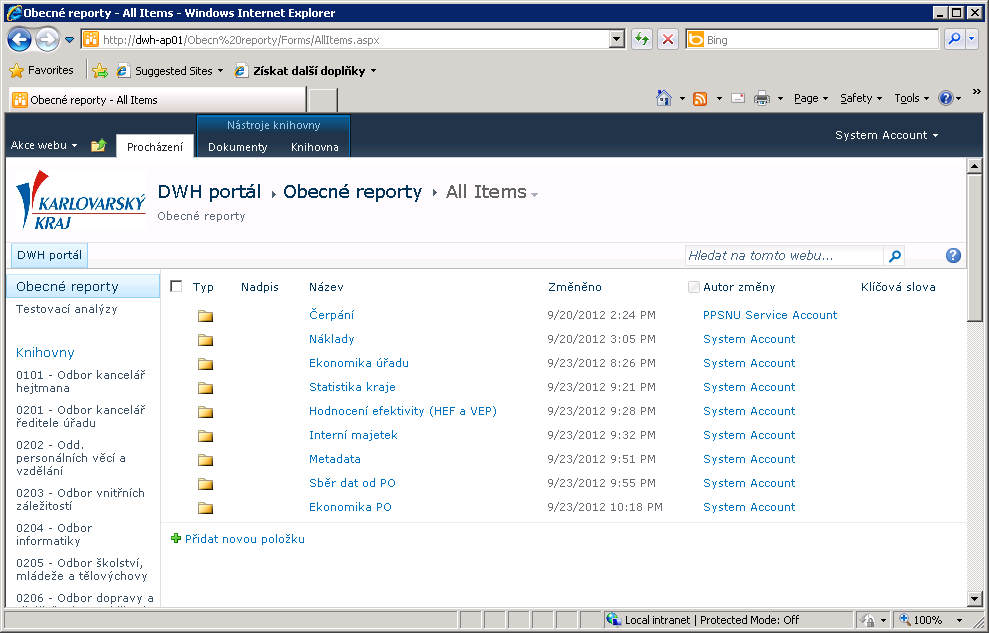 Obecné reporty - All Items - Windows Internet Explorer
http://dwh-ap01/Obecn%20reporty/Forms/AllItems.aspx
Bing
Favorites
Suggested Sites
Získat další doplňky
Obecné reporty - All Items
Page
Safety
Tools
»
Nástroje knihovny
Akce webu
Procházení
Dokumenty
Knihovna
System Account
KARLOVARSKÝ
KRAJ
DWH portál
Obecné reporty
All Items
Obecné reporty
DWH portál
Hledat na tomto webu...
Obecné reporty
Testovací analýzy
Knihovny
0101 - Odbor kancelář
hejtmana
0201 - Odbor kancelář
ředitele úřadu
0202 - Odd.
personálních věcí a
vzdělání
0203 - Odbor vnitřních
záležitostí
0204 - Odbor
informatiky
0205 - Odbor školství,
mládeže a tělovýchovy
0206 - Odbor dopravy a
Typ Nadpis Název Změněno Autor změny Klíčová slova
Čerpání 9/20/2012 2:24 PM PPSNU Service Account
Náklady 9/20/2012 3:05 PM System Account
Ekonomika úřadu 9/23/2012 8:26 PM System Account
Statistika kraje 9/23/2012 9:21 PM System Account
Hodnocení efektivity (HEF a VEP) 9/23/2012 9:28 PM System Account
Interní majetek 9/23/2012 9:32 PM System Account
Metadata 9/23/2012 9:51 PM System Account
Sběr dat od PO 9/23/2012 9:55 PM System Account
Ekonomika PO 9/23/2012 10:18 PM System Account
Přidat novou položku
Local intranet | Protected Mode: Off
100%